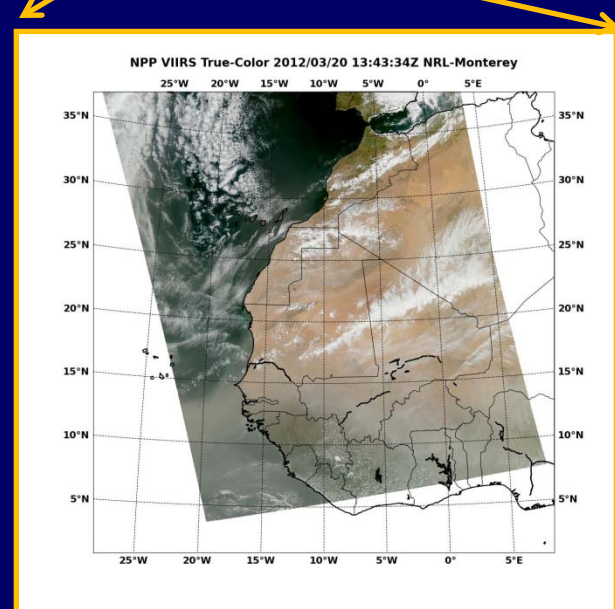 NPP VIIRS True-Color 2012/03/20 13:43:34Z NRL-Monterey
25°W 20°W 15°W 10°W 5°W 0° 5°E
35°N 35°N
30°N 30°N
25°N 25°N
20°N 20°N
15°N 15°N
10°N 10°N
5°N 5°N
25°W 20°W 15°W 10°W 5°W 0° 5°E